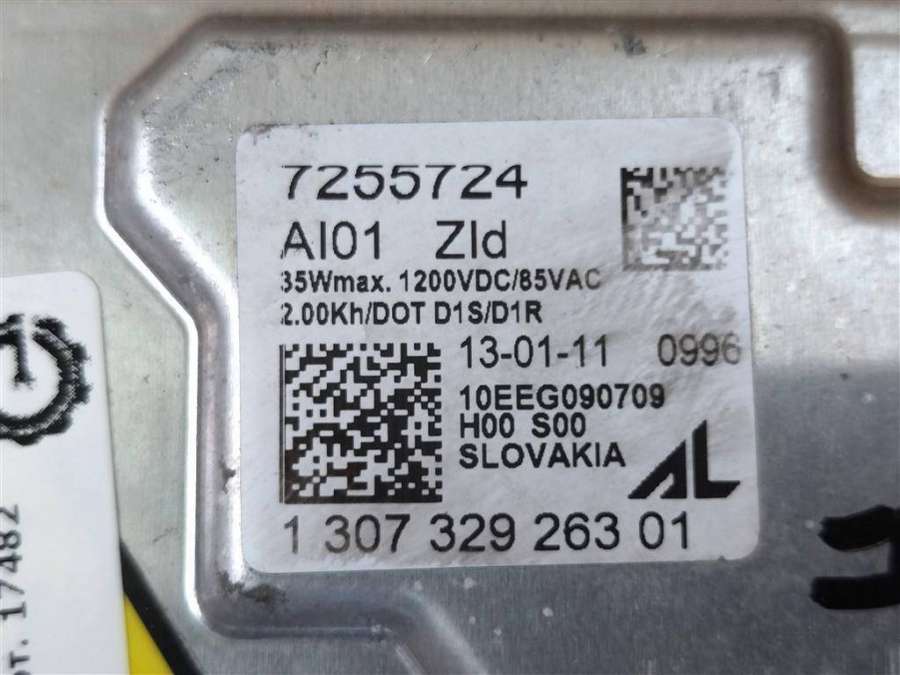 7255724
AI01 Zld
35Wmax. 1200VDC/85VAC
2.00Kh/DOT D1S/D1R
13-01-11 0996
10EEG090709
H00 S00
SLOVAKIA
AL
1 307 329 263 01
от. 17482